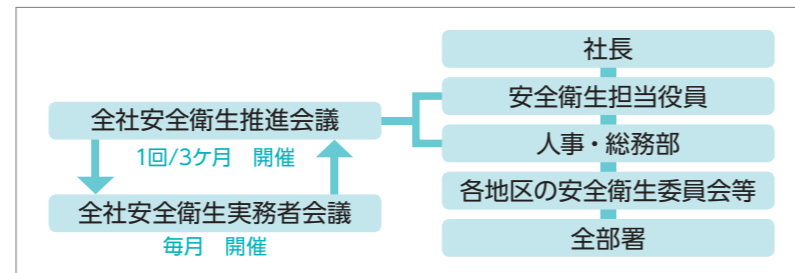 社長
安全衛生担当役員
人事・総務部
各地区の安全衛生委員会等
全部署
全社安全衛生推進会議
1回/3ケ月　開催
全社安全衛生実務者会議
毎月　開催